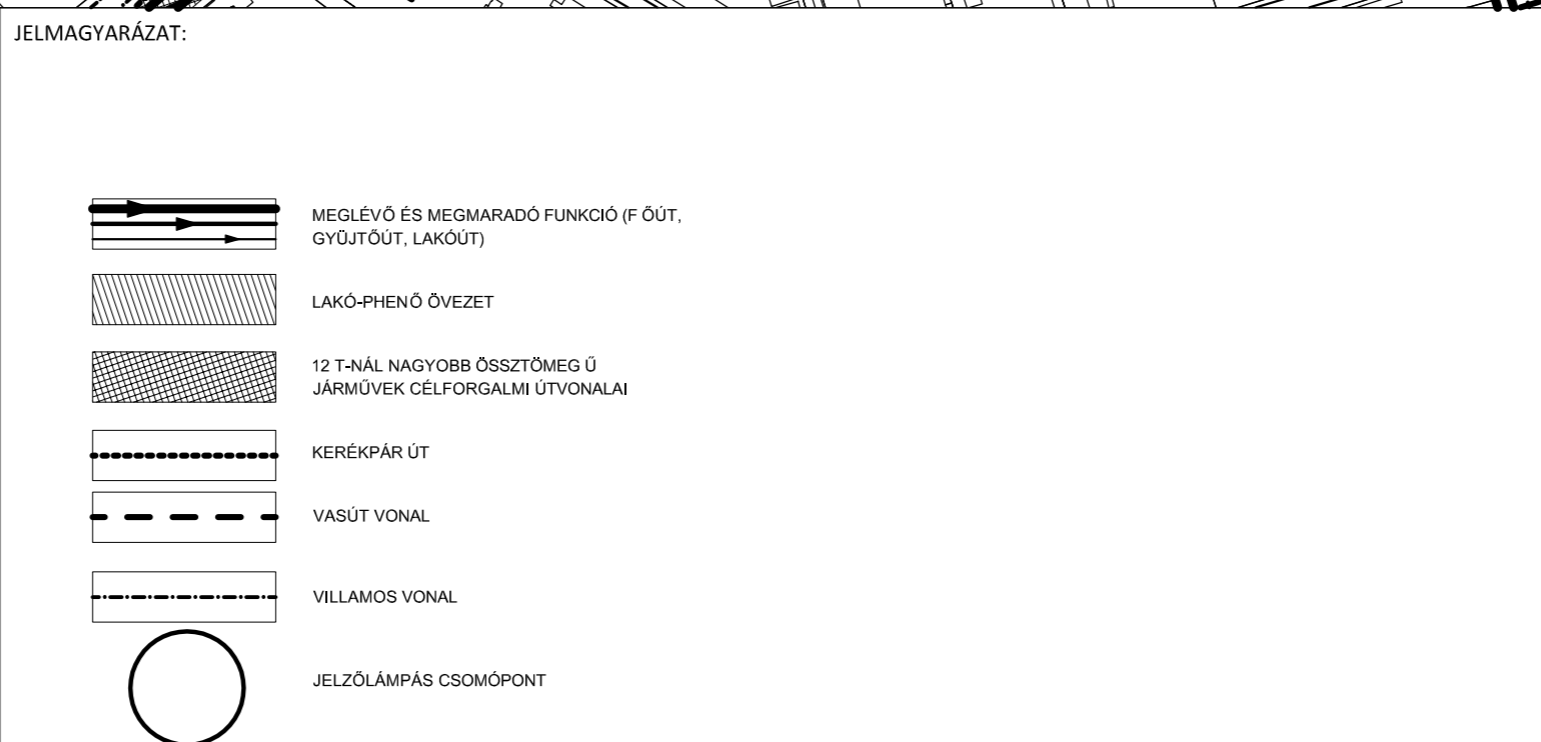 JELMAGYARÁZAT:
MEGLÉVŐ ÉS MEGMARADÓ FUNKCIÓ (F ŐÚT,
GYÜJTŐÚT, LAKÓÚT)
LAKÓ-PHENŐ ÖVEZET
12 T-NÁL NAGYOBB ÖSSZTÖMEG Ű
JÁRMŰVEK CÉLFORGALMI ÚTVONALAI
KERÉKPÁR ÚT
VASÚT VONAL
VILLAMOS VONAL
JELZŐLÁMPÁS CSOMÓPONT